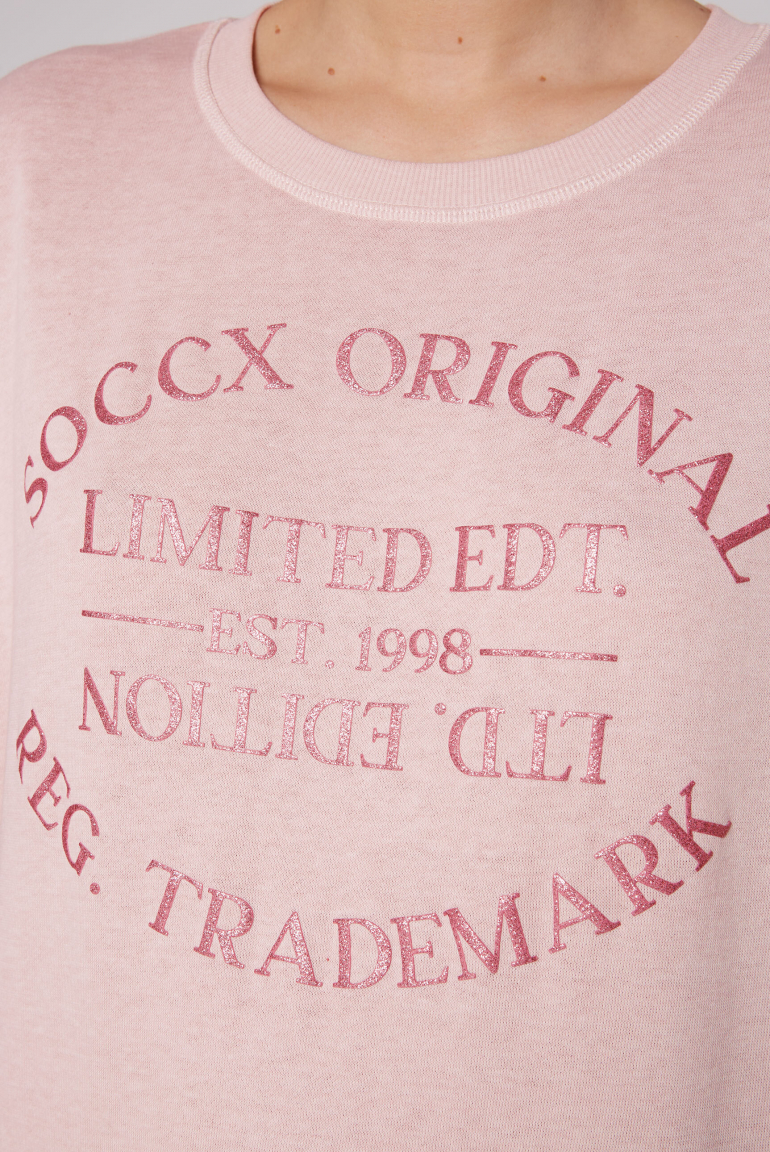 SOCCX ORIGINAL
LIMITED EDT.
EST. 1998
LTD. EDITION
REG. TRADEMARK